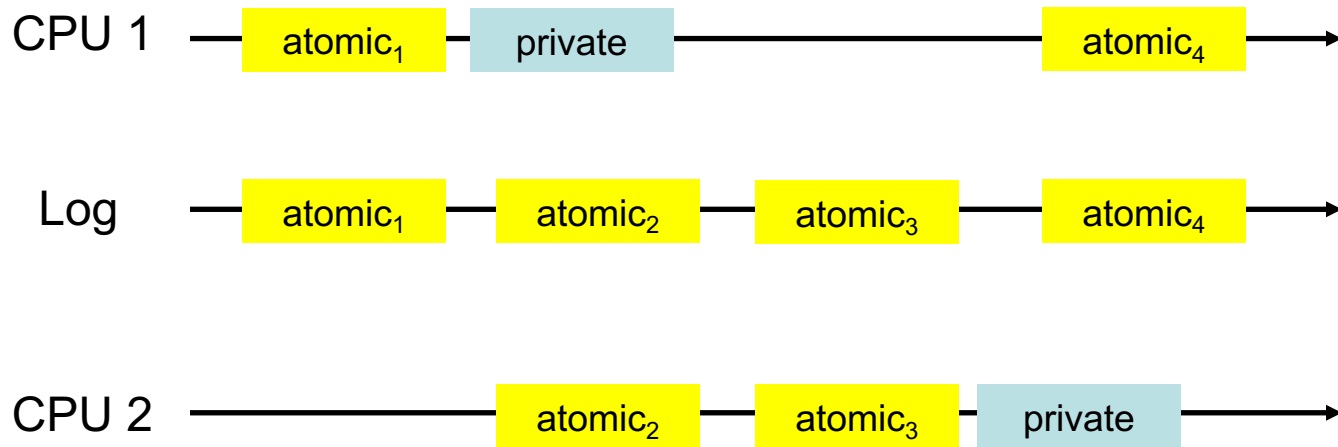 CPU 1 atomic₁ private atomic₄
Log atomic₁ atomic₂ atomic₃ atomic₄
CPU 2 atomic₂ atomic₃ private